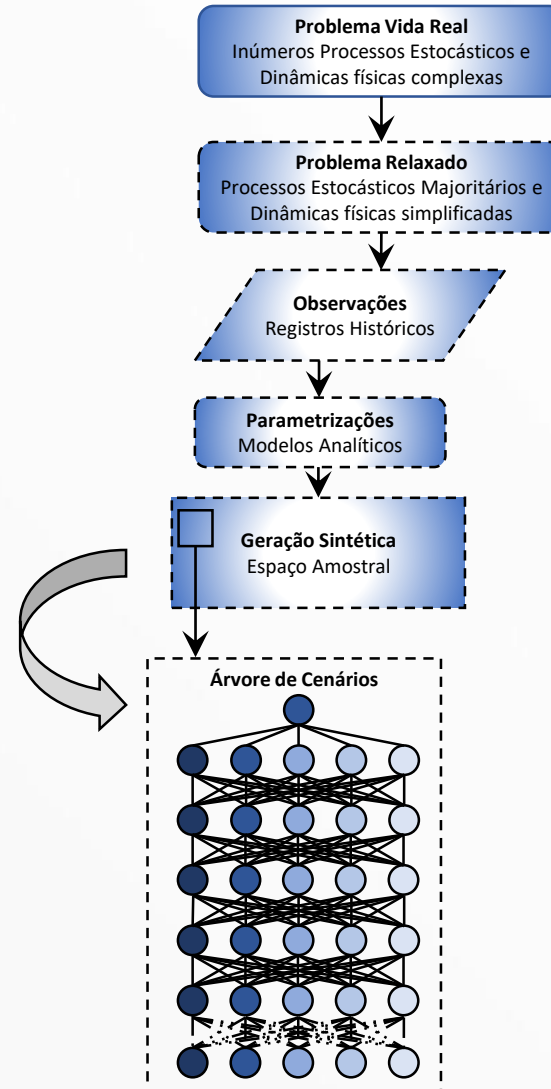 Problema Vida Real
Inúmeros Processos Estocásticos e
Dinâmicas físicas complexas
Problema Relaxado
Processos Estocásticos Majoritários e
Dinâmicas físicas simplificadas
Observações
Registros Históricos
Parametrizações
Modelos Analíticos
Geração Sintética
Espaço Amostral
Árvore de Cenários